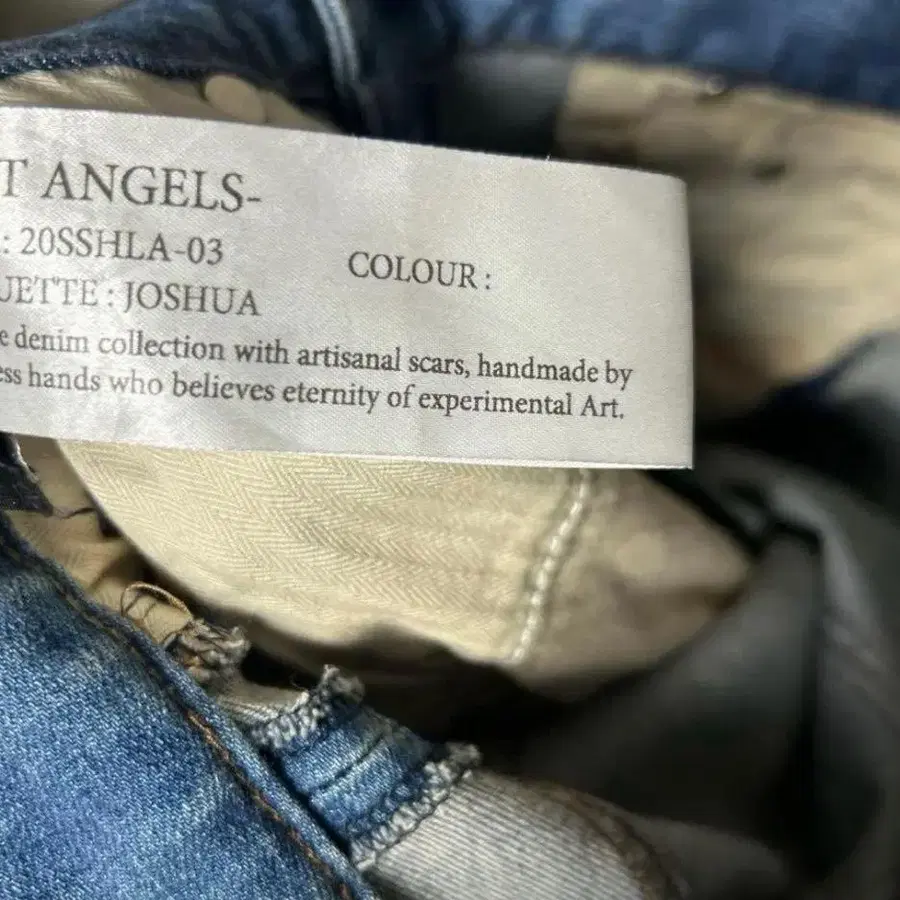 T ANGELS-
: 20SSHLA-03
COLOUR :
UETTE : JOSHUA
e denim collection with artisanal scars, handmade by
ess hands who believes eternity of experimental Art.